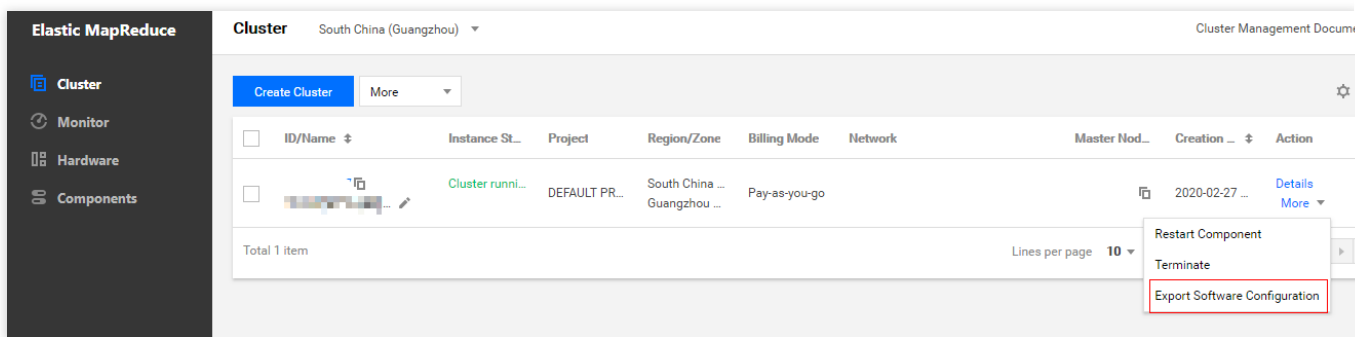 Elastic MapReduce
Cluster South China (Guangzhou)
Cluster Management Docume
Cluster
Monitor
Hardware
Components
Create Cluster More
ID/Name Instance St... Project Region/Zone Billing Mode Network Master Nod... Creation ... Action
Cluster runni... DEFAULT PR... South China ... Pay-as-you-go 2020-02-27 ... Details
... Guangzhou ... More
Total 1 item Lines per page 10
Restart Component
Terminate
Export Software Configuration